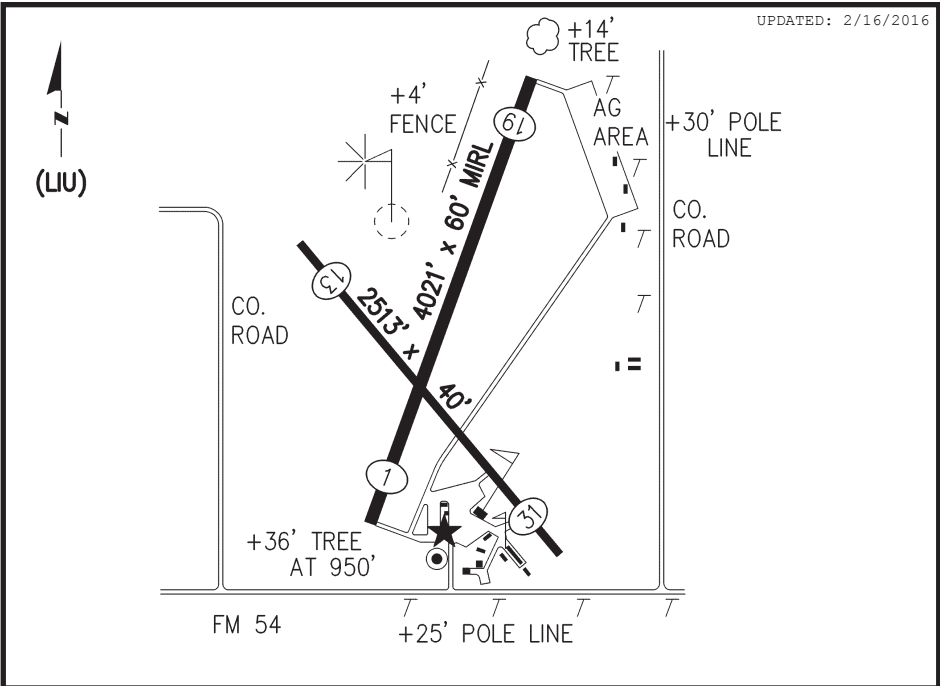 UPDATED: 2/16/2016
+14'
TREE
N
(LIU)
+4'
FENCE
19
AG
AREA
+30' POLE
LINE
4021' x 60' MIRL
CO.
ROAD
13
2513' x 40'
CO.
ROAD
1
31
+36' TREE
AT 950'
FM 54
+25' POLE LINE